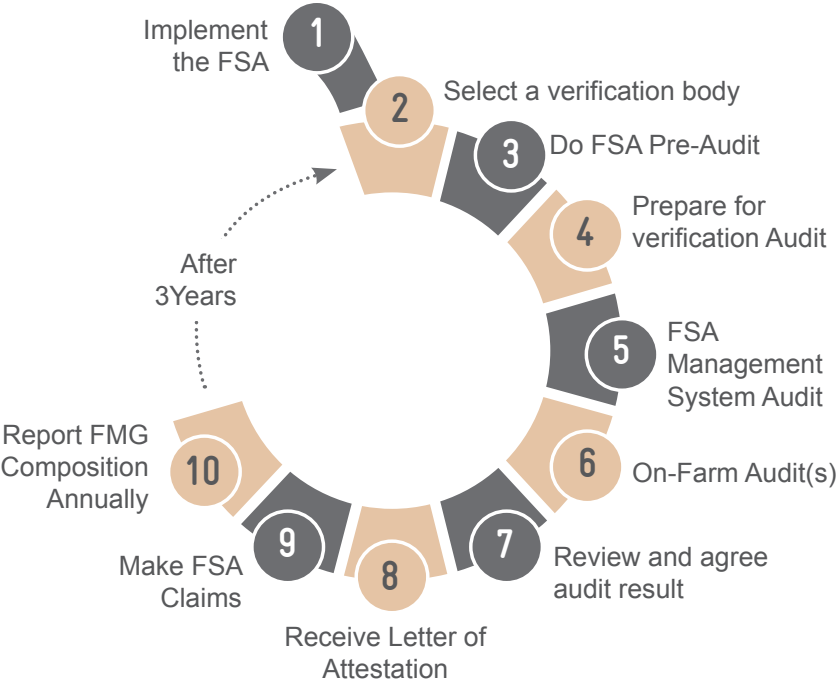 1
Implement
the FSA
2
Select a verification body
3
Do FSA Pre-Audit
4
Prepare for
verification Audit
5
FSA
Management
System Audit
6
On-Farm Audit(s)
7
Review and agree
audit result
8
Receive Letter of
Attestation
9
Make FSA
Claims
10
Report FMG
Composition
Annually
After
3Years